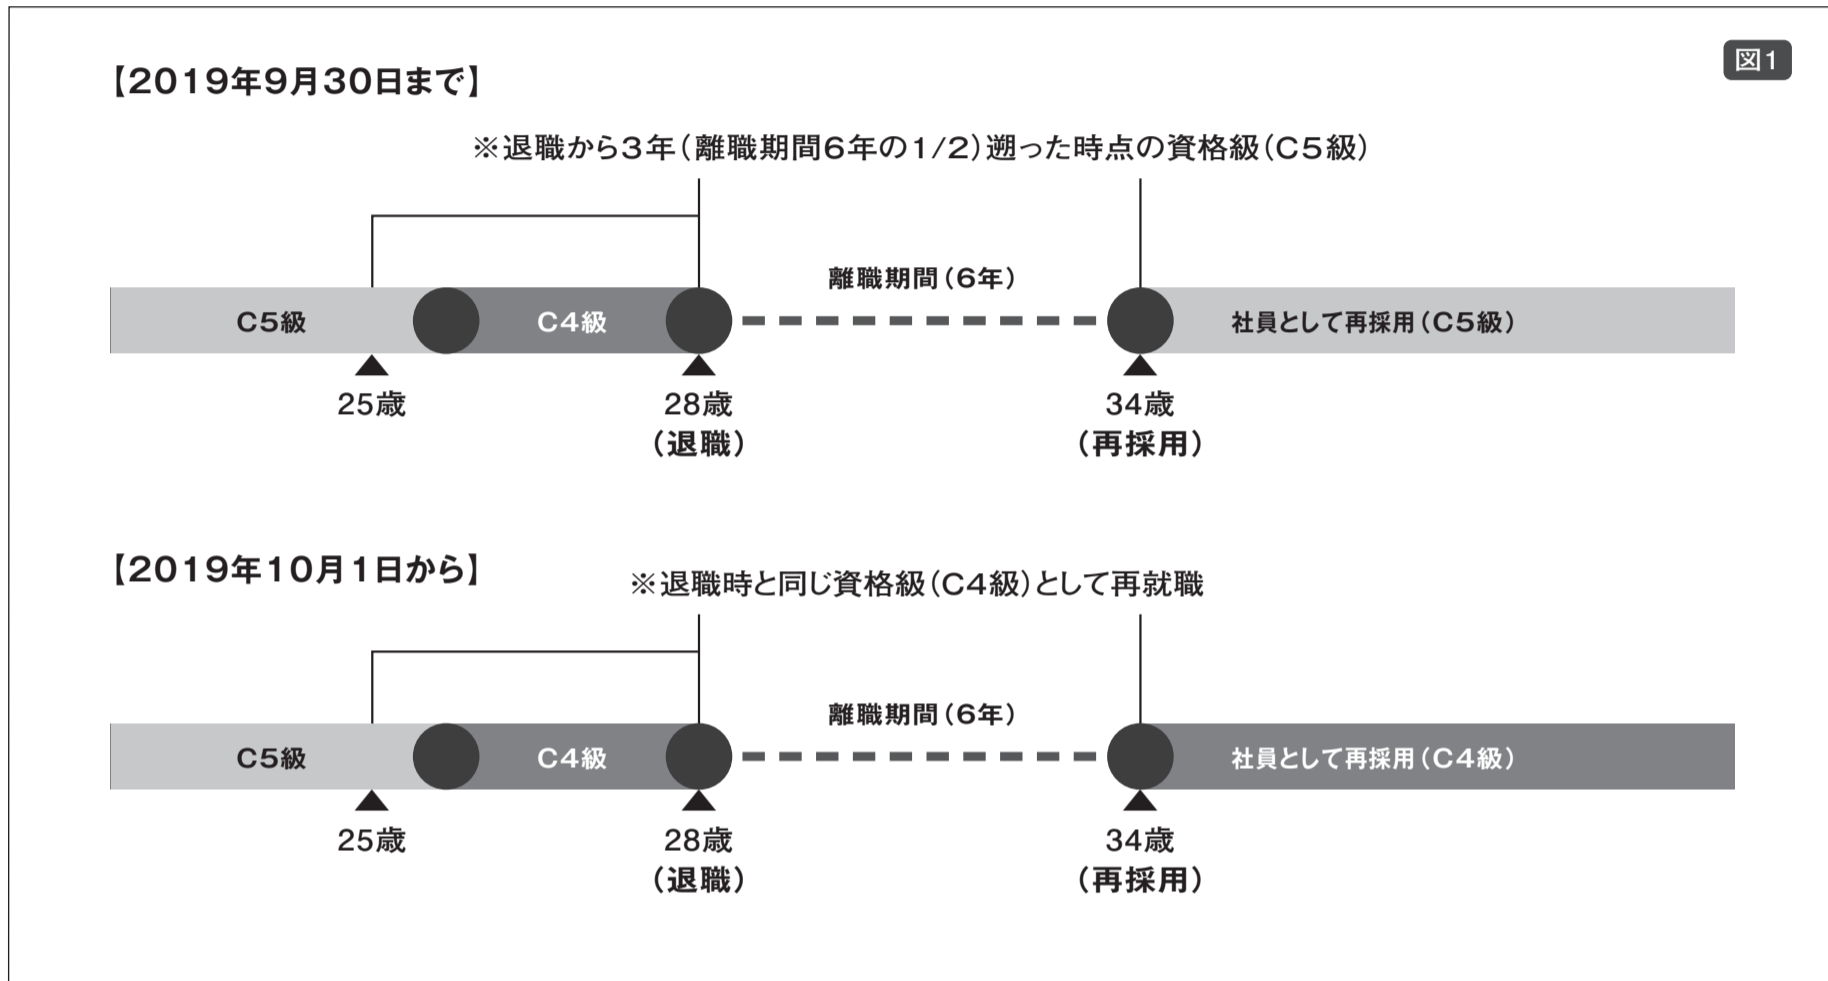 図1
【2019年9月30日まで】
※退職から3年(離職期間6年の1/2)遡った時点の資格級(C5級)
離職期間(6年)
C5級
C4級
社員として再採用(C5級)
25歳
28歳
(退職)
34歳
(再採用)
【2019年10月1日から】
※退職時と同じ資格級(C4級)として再就職
離職期間(6年)
C5級
C4級
社員として再採用(C4級)
25歳
28歳
(退職)
34歳
(再採用)